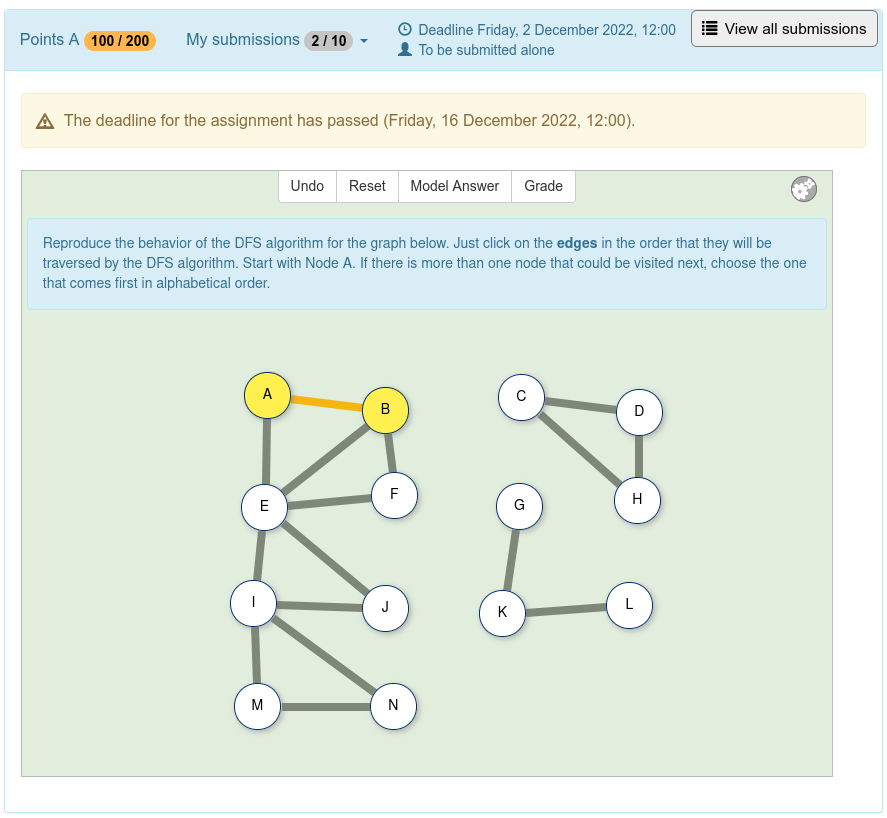 Points A 100 / 200
My submissions 2 / 10
Deadline Friday, 2 December 2022, 12:00
To be submitted alone
View all submissions
The deadline for the assignment has passed (Friday, 16 December 2022, 12:00).
Undo Reset Model Answer Grade
Reproduce the behavior of the DFS algorithm for the graph below. Just click on the edges in the order that they will be
traversed by the DFS algorithm. Start with Node A. If there is more than one node that could be visited next, choose the one
that comes first in alphabetical order.
A
B
C
D
E
F
G
H
I
J
K
L
M
N